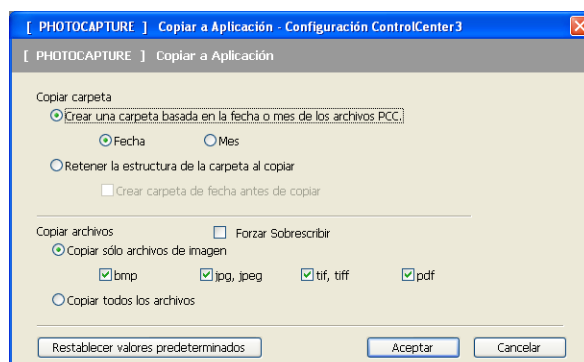 [ PHOTOCAPTURE ] Copiar a Aplicación - Configuración ControlCenter3
[ PHOTOCAPTURE ] Copiar a Aplicación
Copiar carpeta
Crear una carpeta basada en la fecha o mes de los archivos PCC.
Fecha Mes
Retener la estructura de la carpeta al copiar
Crear carpeta de fecha antes de copiar
Copiar archivos Forzar Sobrescribir
Copiar sólo archivos de imagen
bmp jpg, jpeg tif, tiff pdf
Copiar todos los archivos
Restablecer valores predeterminados Aceptar Cancelar